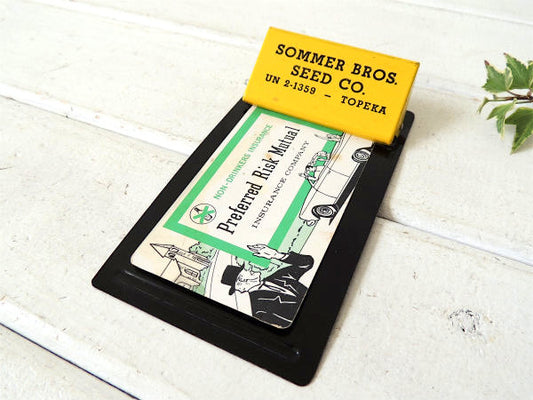 SOMMER BROS.
SEED CO.
UN 2-1359 — TOPEKA
NON-DRINKERS INSURANCE
Preferred Risk Mutual
INSURANCE COMPANY